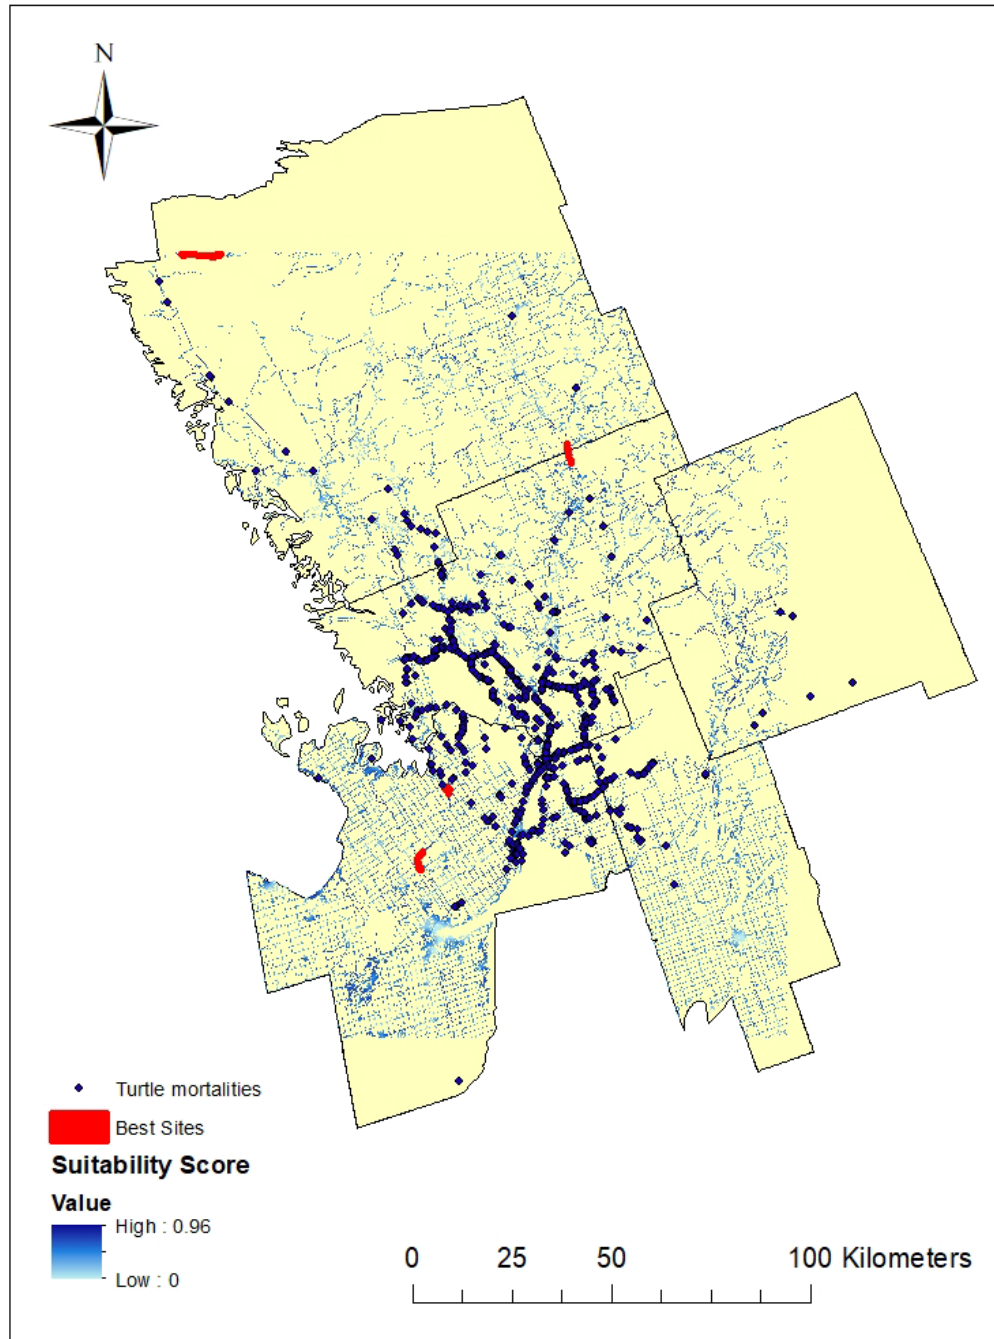 N
Turtle mortalities
Best Sites
Suitability Score
Value
High : 0.96
Low : 0
0 25 50 100 Kilometers